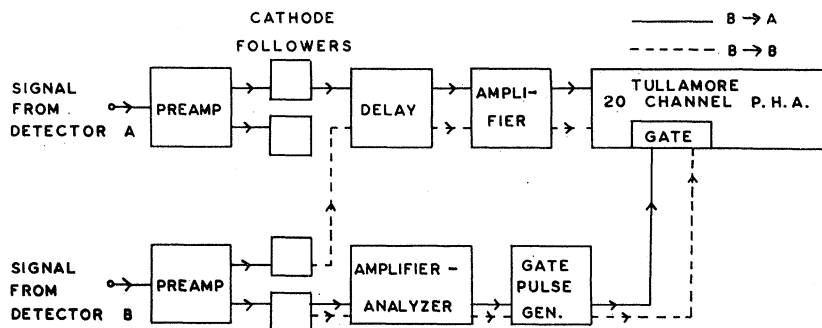 CATHODE
FOLLOWERS
B → A
B → B
SIGNAL
FROM
DETECTOR A
PREAMP
DELAY
AMPLI-
FIER
TULLAMORE
20 CHANNEL P.H.A.
GATE
SIGNAL
FROM
DETECTOR B
PREAMP
AMPLIFIER -
ANALYZER
GATE
PULSE
GEN.